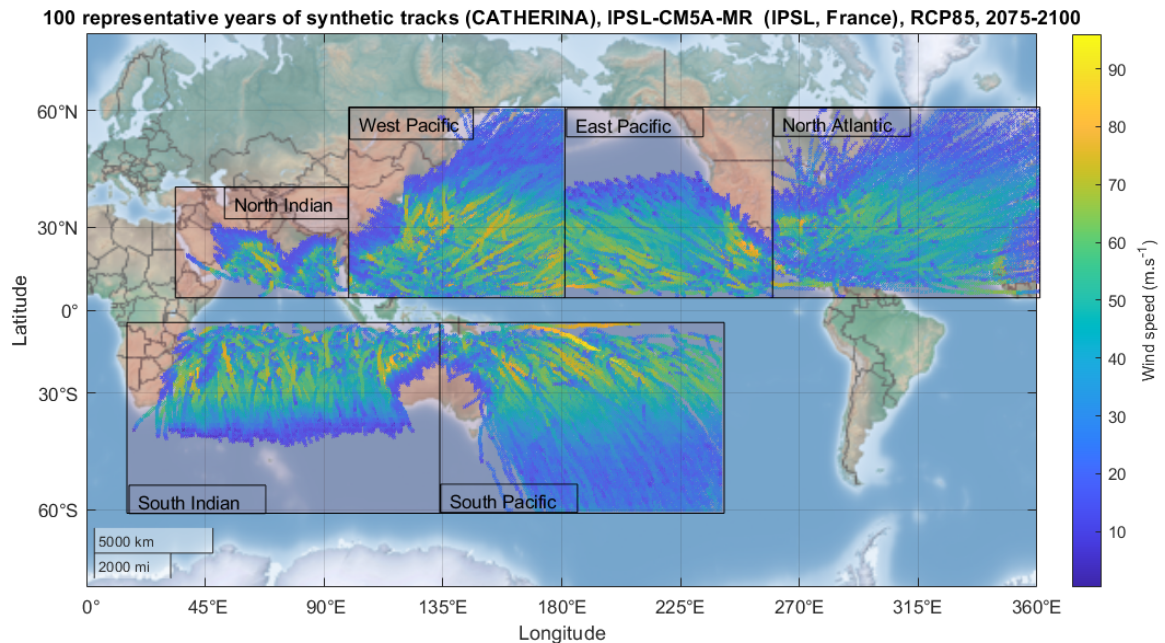 100 representative years of synthetic tracks (CATHERINA), IPSL-CM5A-MR (IPSL, France), RCP85, 2075-2100
60°N
30°N
0°
30°S
60°S
Latitude
West Pacific
East Pacific
North Atlantic
North Indian
South Indian
South Pacific
5000 km
2000 mi
0°
45°E
90°E
135°E
180°E
225°E
270°E
315°E
360°E
Longitude
90
80
70
60
50
40
30
20
10
Wind speed (m.s⁻¹)